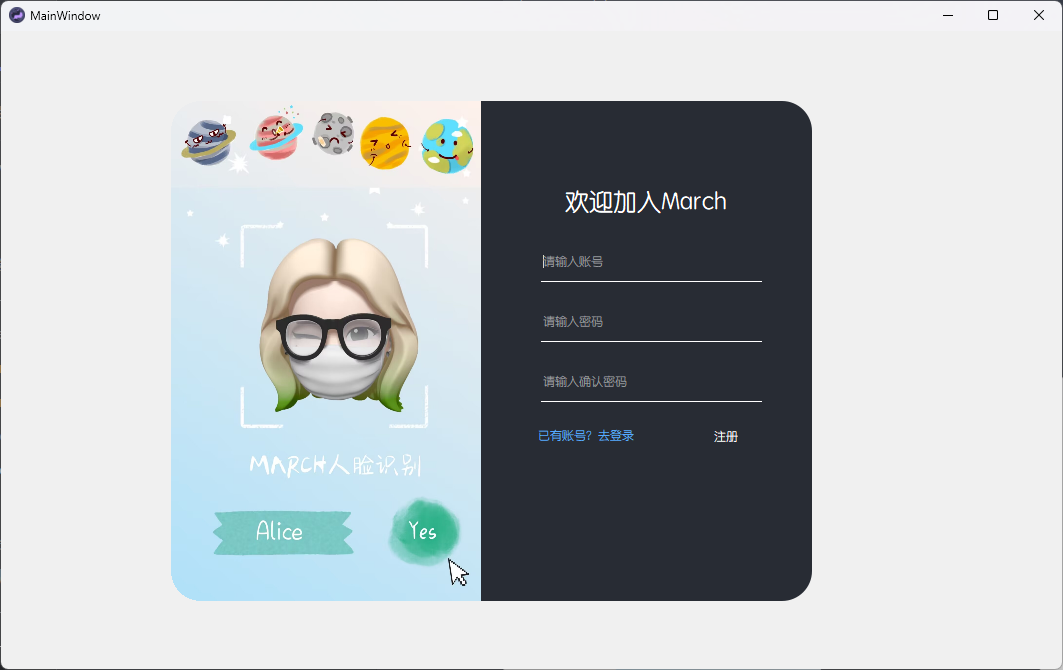 MainWindow
MARCH人脸识别
Alice
Yes
欢迎加入March
请输入账号
请输入密码
请输入确认密码
已有账号？去登录
注册